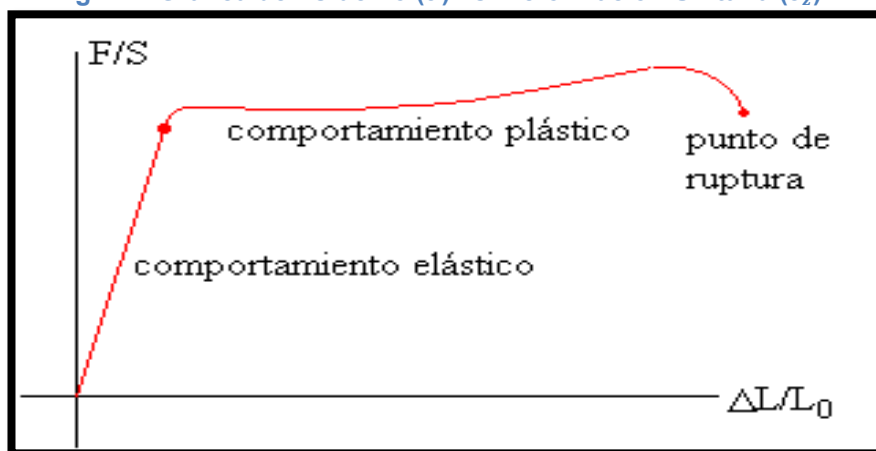 F/S
comportamiento plástico
punto de
ruptura
comportamiento elástico
ΔL/L₀